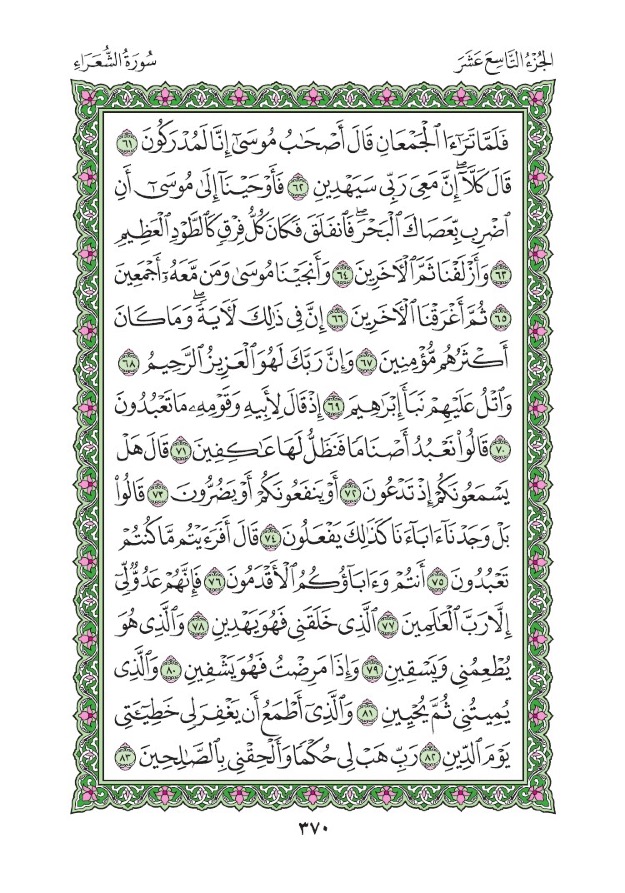 الجُزْءُ التَّاسِعَ عَشَرَ
سُورَةُ الشُّعَرَاءِ
فَلَمَّا تَرَٰٓءَا ٱلْجَمْعَانِ قَالَ أَصْحَٰبُ مُوسَىٰٓ إِنَّا لَمُدْرَكُونَ ٦١
قَالَ كَلَّآ ۖ إِنَّ مَعِىَ رَبِّى سَيَهْدِينِ ٦٢ فَأَوْحَيْنَآ إِلَىٰ مُوسَىٰٓ أَنِ
ٱضْرِب بِّعَصَاكَ ٱلْبَحْرَ ۖ فَٱنفَلَقَ فَكَانَ كُلُّ فِرْقٍ كَٱلطَّوْدِ ٱلْعَظِيمِ
٦٣ وَأَزْلَفْنَا ثَمَّ ٱلْءَاخَرِينَ ٦٤ وَأَنجَيْنَا مُوسَىٰ وَمَن مَّعَهُۥٓ أَجْمَعِينَ
٦٥ ثُمَّ أَغْرَقْنَا ٱلْءَاخَرِينَ ٦٦ إِنَّ فِى ذَٰلِكَ لَءَايَةً ۖ وَمَا كَانَ
أَكْثَرُهُم مُّؤْمِنِينَ ٦٧ وَإِنَّ رَبَّكَ لَهُوَ ٱلْعَزِيزُ ٱلرَّحِيمُ ٦٨
وَٱتْلُ عَلَيْهِمْ نَبَأَ إِبْرَٰهِيمَ ٦٩ إِذْ قَالَ لِأَبِيهِ وَقَوْمِهِۦ مَا تَعْبُدُونَ
٧٠ قَالُوا۟ نَعْبُدُ أَصْنَامًا فَنَظَلُّ لَهَا عَٰكِفِينَ ٧١ قَالَ هَلْ
يَسْمَعُونَكُمْ إِذْ تَدْعُونَ ٧٢ أَوْ يَنفَعُونَكُمْ أَوْ يَضُرُّونَ ٧٣ قَالُوا۟
بَلْ وَجَدْنَآ ءَابَآءَنَا كَذَٰلِكَ يَفْعَلُونَ ٧٤ قَالَ أَفَرَءَيْتُم مَّا كُنتُمْ
تَعْبُدُونَ ٧٥ أَنتُمْ وَءَابَآؤُكُمُ ٱلْأَقْدَمُونَ ٧٦ فَإِنَّهُمْ عَدُوٌّ لِّىٓ
إِلَّا رَبَّ ٱلْعَٰلَمِينَ ٧٧ ٱلَّذِى خَلَقَنِى فَهُوَ يَهْدِينِ ٧٨ وَٱلَّذِى هُوَ
يُطْعِمُنِى وَيَسْقِينِ ٧٩ وَإِذَا مَرِضْتُ فَهُوَ يَشْفِينِ ٨٠ وَٱلَّذِى
يُمِيتُنِى ثُمَّ يُحْيِينِ ٨١ وَٱلَّذِىٓ أَطْمَعُ أَن يَغْفِرَ لِى خَطِيٓـَٔتِى
يَوْمَ ٱلدِّينِ ٨٢ رَبِّ هَبْ لِى حُكْمًا وَأَلْحِقْنِى بِٱلصَّٰلِحِينَ ٨٣
٣٧٠